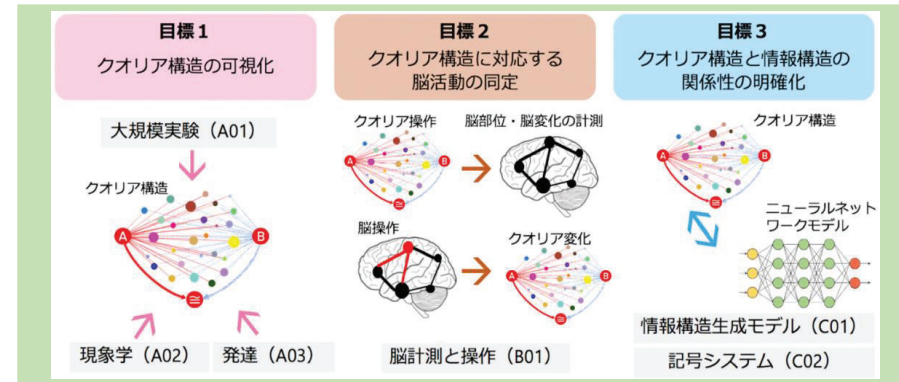 目標1
クオリア構造の可視化
大規模実験（A01）
クオリア構造
A
B
≅
現象学（A02）
発達（A03）
目標2
クオリア構造に対応する
脳活動の同定
クオリア操作
脳部位・脳変化の計測
A
B
≅
脳操作
クオリア変化
A
B
≅
脳計測と操作（B01）
目標3
クオリア構造と情報構造の
関係性の明確化
クオリア構造
A
B
≅
ニューラルネット
ワークモデル
情報構造生成モデル（C01）
記号システム（C02）